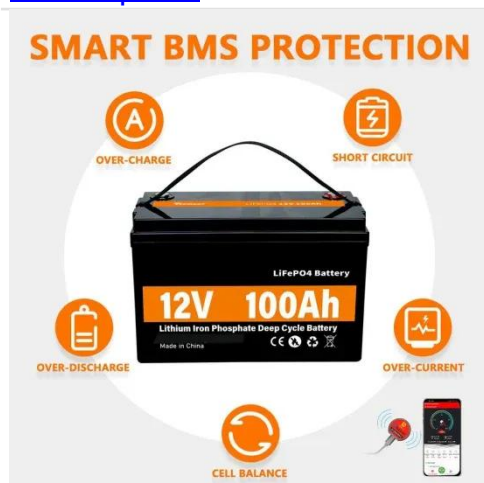 SMART BMS PROTECTION
OVER-CHARGE
SHORT CIRCUIT
LiFePO4 Battery
12V 100Ah
Lithium Iron Phosphate Deep Cycle Battery
Made in China
OVER-DISCHARGE
OVER-CURRENT
CELL BALANCE